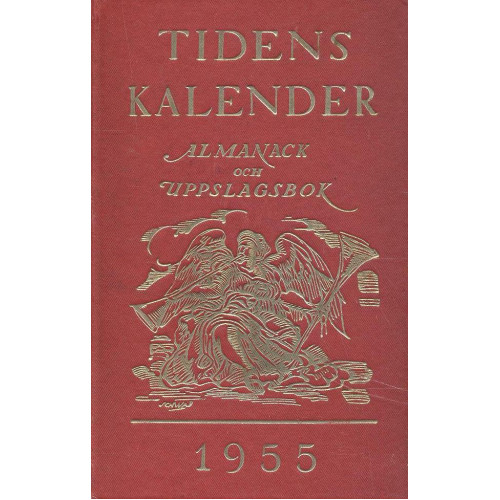 TIDENS
KALENDER
ALMANACK
OCH
UPPSLAGSBOK
1955